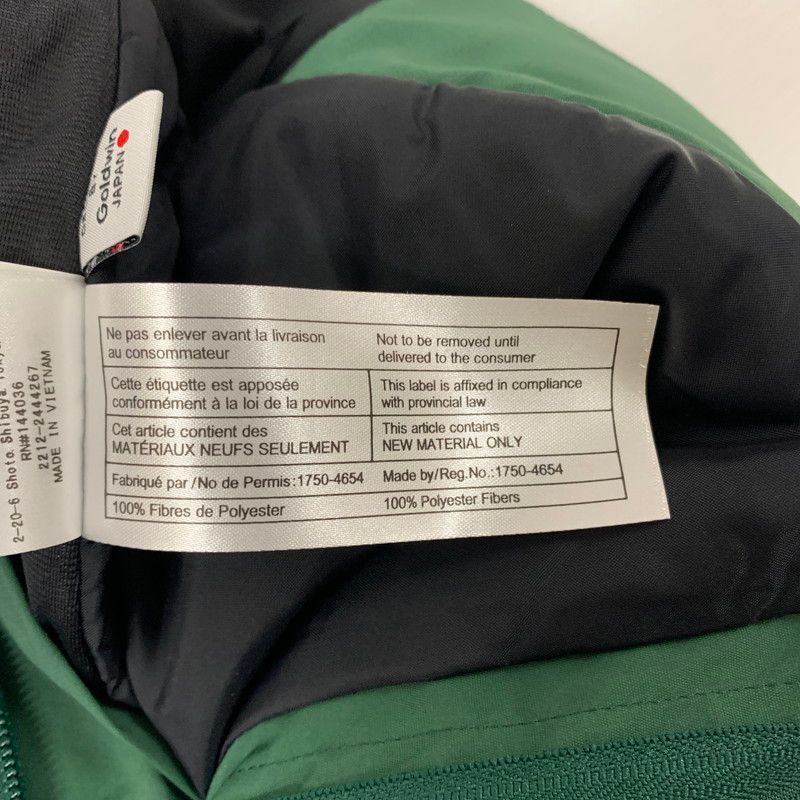 Goldwin
JAPAN
2-20-6 Shoto, Shibuya,
RN#144036
2212-2444267
MADE IN VIETNAM
Ne pas enlever avant la livraison
au consommateur
Not to be removed until
delivered to the consumer
Cette étiquette est apposée
conformément à la loi de la province
This label is affixed in compliance
with provincial law
Cet article contient des
MATÉRIAUX NEUFS SEULEMENT
This article contains
NEW MATERIAL ONLY
Fabriqué par /No de Permis:1750-4654
Made by/Reg.No.:1750-4654
100% Fibres de Polyester
100% Polyester Fibers